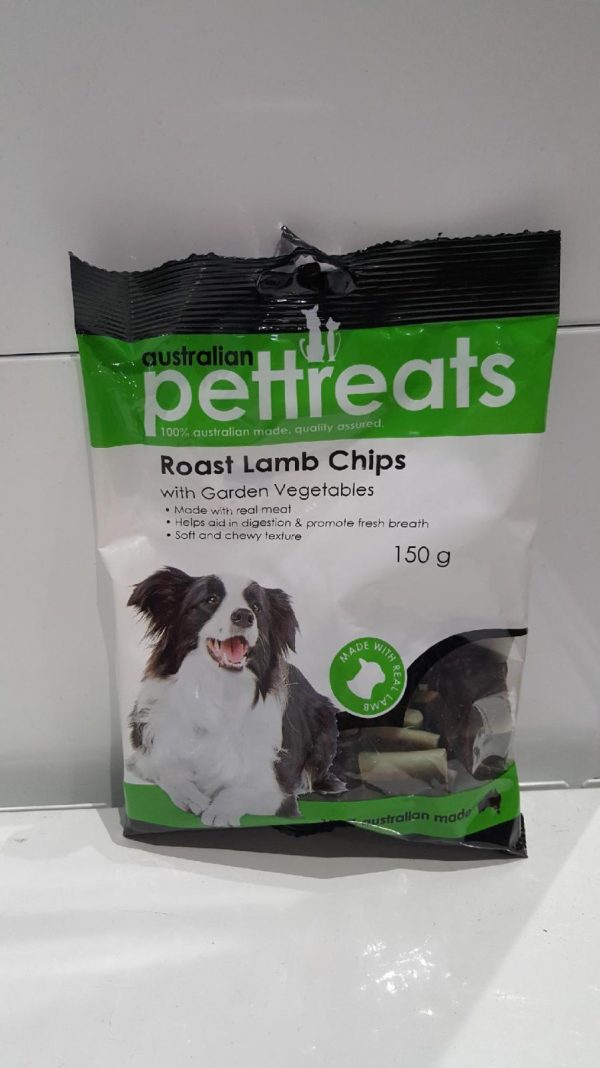 australian
pettreats
100% australian made. quality assured.
Roast Lamb Chips
with Garden Vegetables
• Made with real meat
• Helps aid in digestion & promote fresh breath
• Soft and chewy texture
150 g
MADE WITH REAL LAMB
australian made